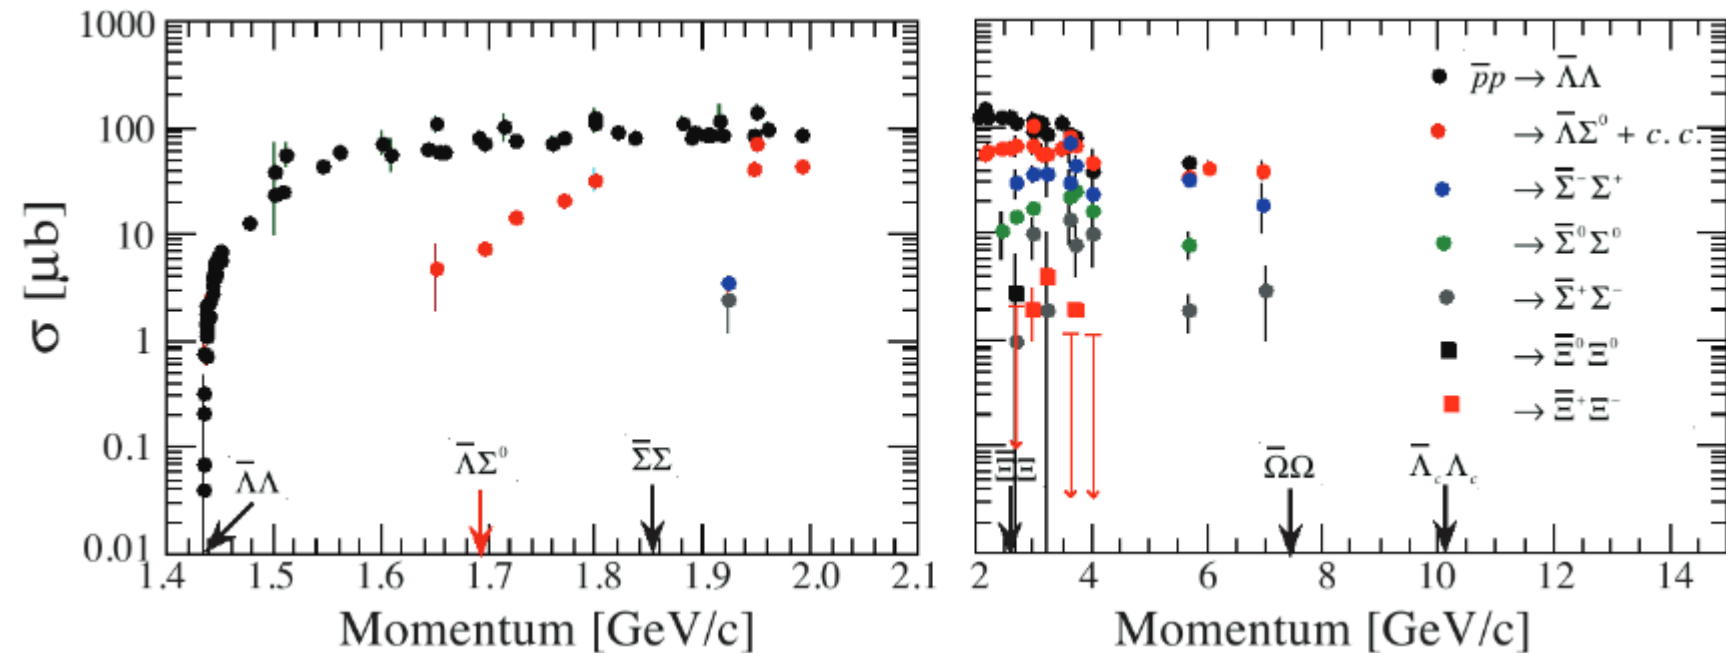 1000
100
10
1
0.1
0.01
σ [μb]
Λ̅Λ
Λ̅Σ⁰
Σ̅Σ
1.4 1.5 1.6 1.7 1.8 1.9 2.0 2.1
Momentum [GeV/c]
p̅p → Λ̅Λ
→ Λ̅Σ⁰ + c. c.
→ Σ̅⁻Σ⁺
→ Σ̅⁰Σ⁰
→ Σ̅⁺Σ⁻
→ Ξ̅⁰Ξ⁰
→ Ξ̅⁺Ξ⁻
Ξ̅Ξ
Ω̅Ω
Λ̅cΛc
2 4 6 8 10 12 14
Momentum [GeV/c]